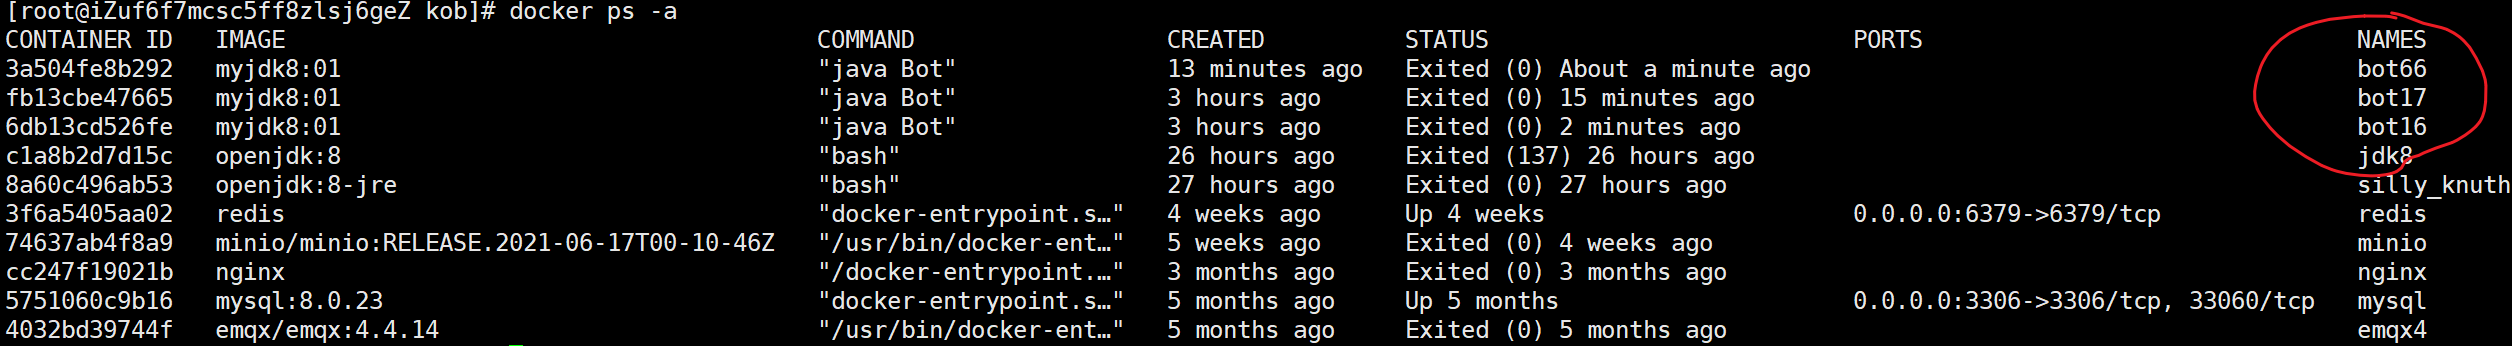 [root@iZuf6f7mcsc5ff8zlsj6geZ kob]# docker ps -a
CONTAINER ID   IMAGE                                      COMMAND                  CREATED          STATUS                          PORTS                               NAMES
3a504fe8b292   myjdk8:01                                  "java Bot"               13 minutes ago   Exited (0) About a minute ago                                       bot66
fb13cbe47665   myjdk8:01                                  "java Bot"               3 hours ago      Exited (0) 15 minutes ago                                           bot17
6db13cd526fe   myjdk8:01                                  "java Bot"               3 hours ago      Exited (0) 2 minutes ago                                            bot16
c1a8b2d7d15c   openjdk:8                                  "bash"                   26 hours ago     Exited (137) 26 hours ago                                           jdk8
8a60c496ab53   openjdk:8-jre                              "bash"                   27 hours ago     Exited (0) 27 hours ago                                             silly_knuth
3f6a5405aa02   redis                                      "docker-entrypoint.s…"   4 weeks ago      Up 4 weeks                      0.0.0.0:6379->6379/tcp              redis
74637ab4f8a9   minio/minio:RELEASE.2021-06-17T00-10-46Z   "/usr/bin/docker-ent…"   5 weeks ago      Exited (0) 4 weeks ago                                              minio
cc247f19021b   nginx                                      "/docker-entrypoint.…"   3 months ago     Exited (0) 3 months ago                                             nginx
5751060c9b16   mysql:8.0.23                               "docker-entrypoint.s…"   5 months ago     Up 5 months                     0.0.0.0:3306->3306/tcp, 33060/tcp   mysql
4032bd39744f   emqx/emqx:4.4.14                           "/usr/bin/docker-ent…"   5 months ago     Exited (0) 5 months ago                                             emqx4